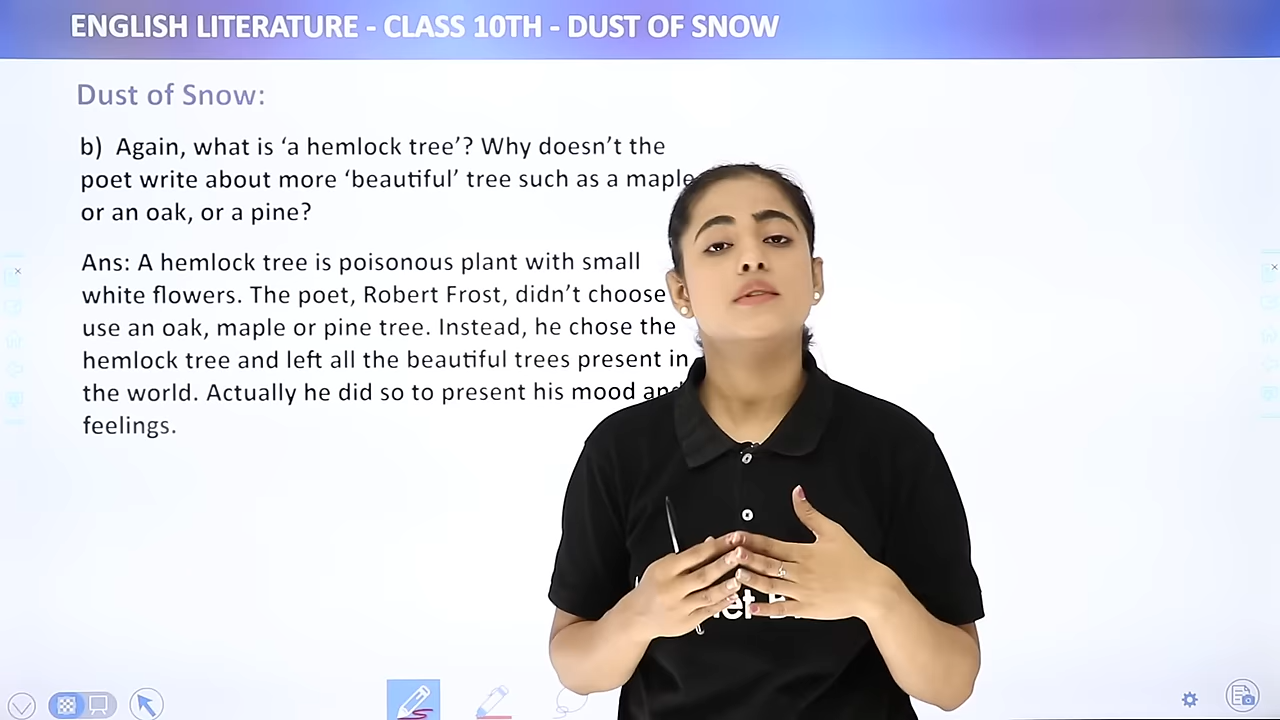 ENGLISH LITERATURE - CLASS 10TH - DUST OF SNOW
Dust of Snow:
b) Again, what is ‘a hemlock tree’? Why doesn’t the
poet write about more ‘beautiful’ tree such as a maple
or an oak, or a pine?
Ans: A hemlock tree is poisonous plant with small
white flowers. The poet, Robert Frost, didn’t choose
use an oak, maple or pine tree. Instead, he chose the
hemlock tree and left all the beautiful trees present in
the world. Actually he did so to present his mood and
feelings.